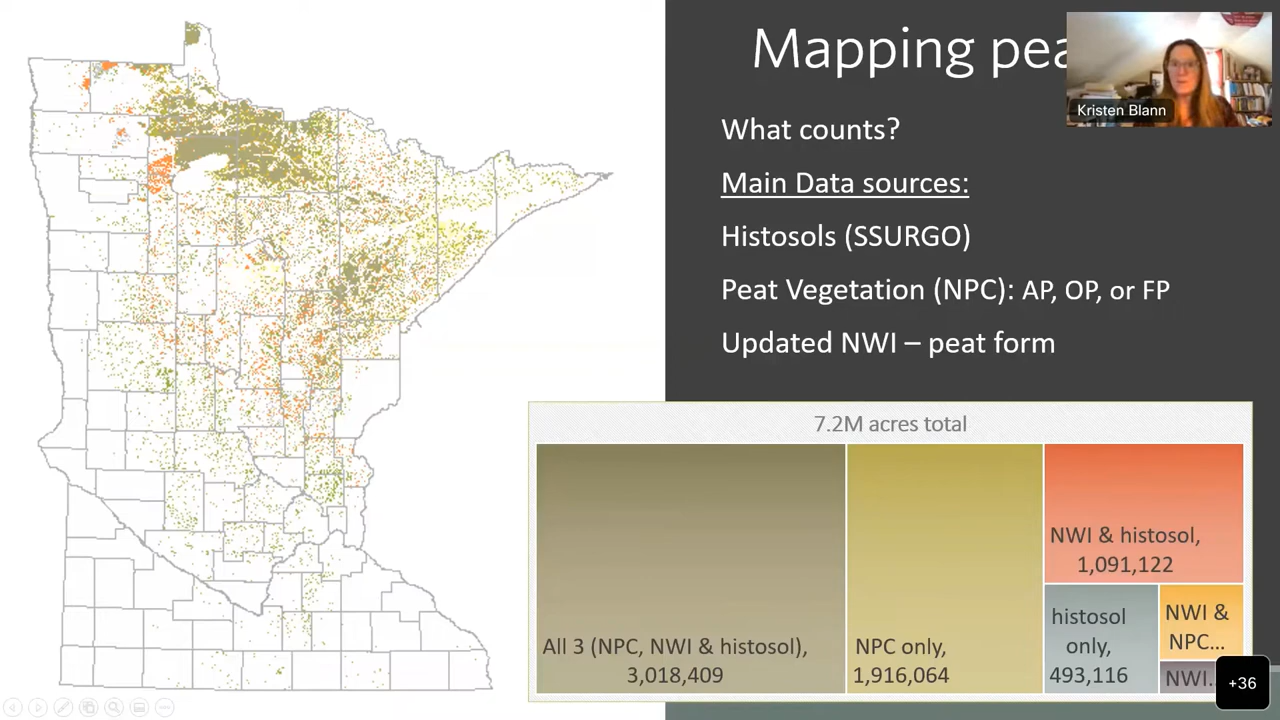 Mapping pea
Kristen Blann
What counts?
Main Data sources:
Histosols (SSURGO)
Peat Vegetation (NPC): AP, OP, or FP
Updated NWI – peat form
7.2M acres total
All 3 (NPC, NWI & histosol),
3,018,409
NPC only,
1,916,064
NWI & histosol,
1,091,122
histosol
only,
493,116
NWI &
NPC...
NWI...
+36